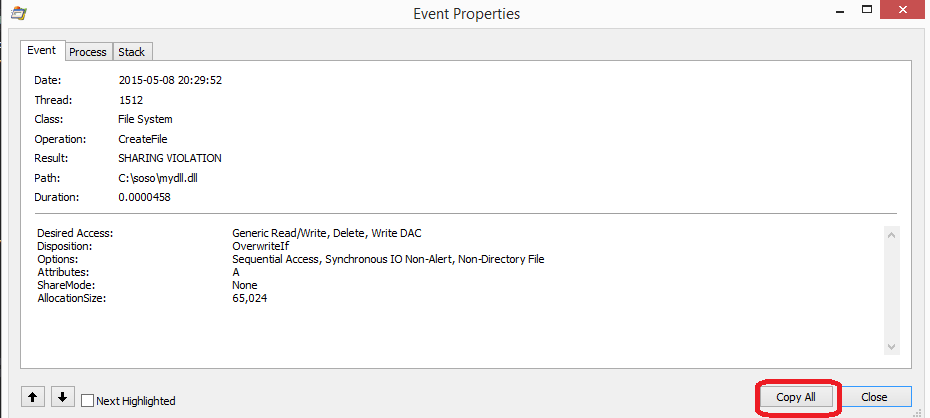 Event Properties
Event Process Stack
Date: 2015-05-08 20:29:52
Thread: 1512
Class: File System
Operation: CreateFile
Result: SHARING VIOLATION
Path: C:\soso\mydll.dll
Duration: 0.0000458
Desired Access: Generic Read/Write, Delete, Write DAC
Disposition: OverwriteIf
Options: Sequential Access, Synchronous IO Non-Alert, Non-Directory File
Attributes: A
ShareMode: None
AllocationSize: 65,024
Next Highlighted Copy All Close